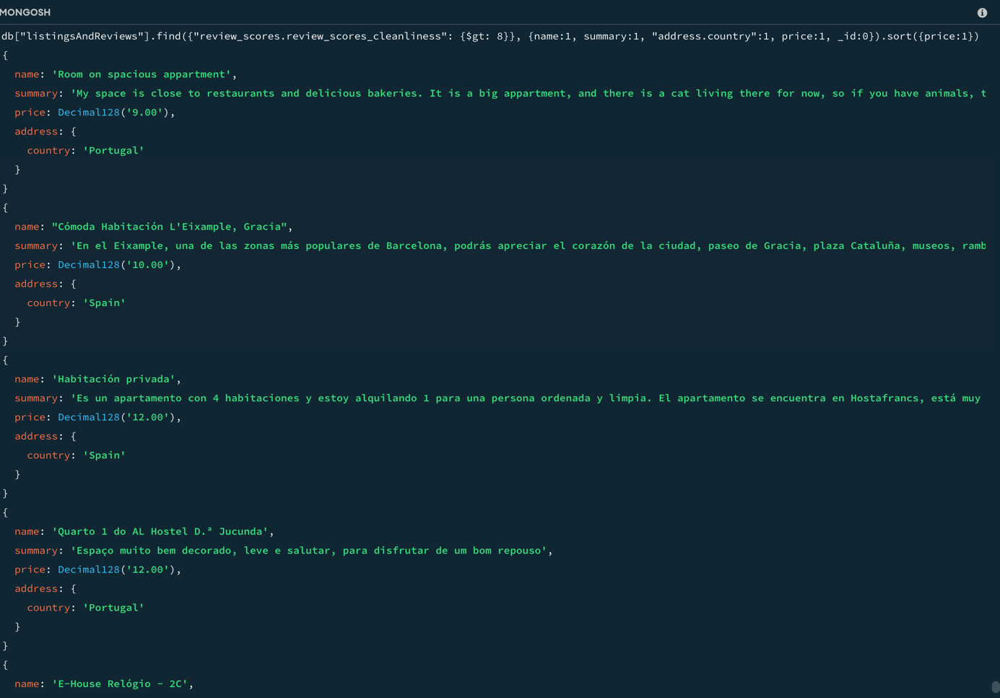 MONGOSH
db["listingsAndReviews"].find({"review_scores.review_scores_cleanliness": {$gt: 8}}, {name:1, summary:1, "address.country":1, price:1, _id:0}).sort({price:1})
{
  name: 'Room on spacious appartment',
  summary: 'My space is close to restaurants and delicious bakeries. It is a big appartment, and there is a cat living there for now, so if you have animals, t
  price: Decimal128('9.00'),
  address: {
    country: 'Portugal'
  }
}
{
  name: "Cómoda Habitación L'Eixample, Gracia",
  summary: 'En el Eixample, una de las zonas más populares de Barcelona, podrás apreciar el corazón de la ciudad, paseo de Gracia, plaza Cataluña, museos, ramb
  price: Decimal128('10.00'),
  address: {
    country: 'Spain'
  }
}
{
  name: 'Habitación privada',
  summary: 'Es un apartamento con 4 habitaciones y estoy alquilando 1 para una persona ordenada y limpia. El apartamento se encuentra en Hostafrancs, está muy
  price: Decimal128('12.00'),
  address: {
    country: 'Spain'
  }
}
{
  name: 'Quarto 1 do AL Hostel D.ª Jucunda',
  summary: 'Espaço muito bem decorado, leve e salutar, para disfrutar de um bom repouso',
  price: Decimal128('12.00'),
  address: {
    country: 'Portugal'
  }
}
{
  name: 'E-House Relógio - 2C',